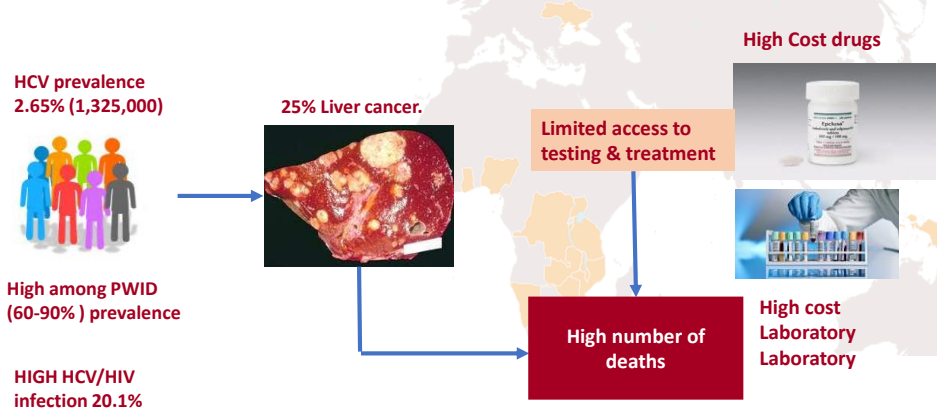 High Cost drugs
HCV prevalence
2.65% (1,325,000)
25% Liver cancer.
Limited access to
testing & treatment
Epclusa
High among PWID
(60-90% ) prevalence
High number of
deaths
High cost
Laboratory
Laboratory
HIGH HCV/HIV
infection 20.1%